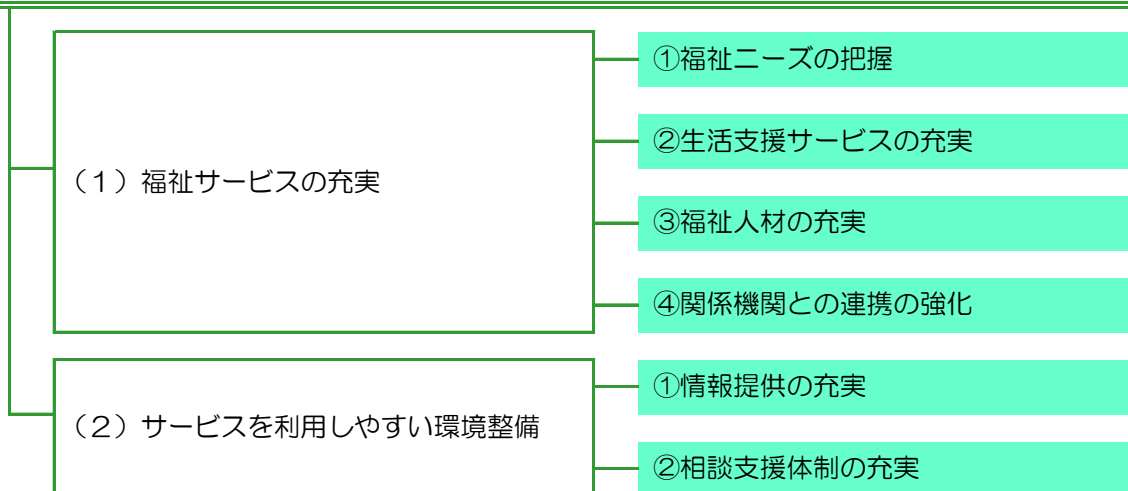 （１）福祉サービスの充実
①福祉ニーズの把握
②生活支援サービスの充実
③福祉人材の充実
④関係機関との連携の強化
（２）サービスを利用しやすい環境整備
①情報提供の充実
②相談支援体制の充実